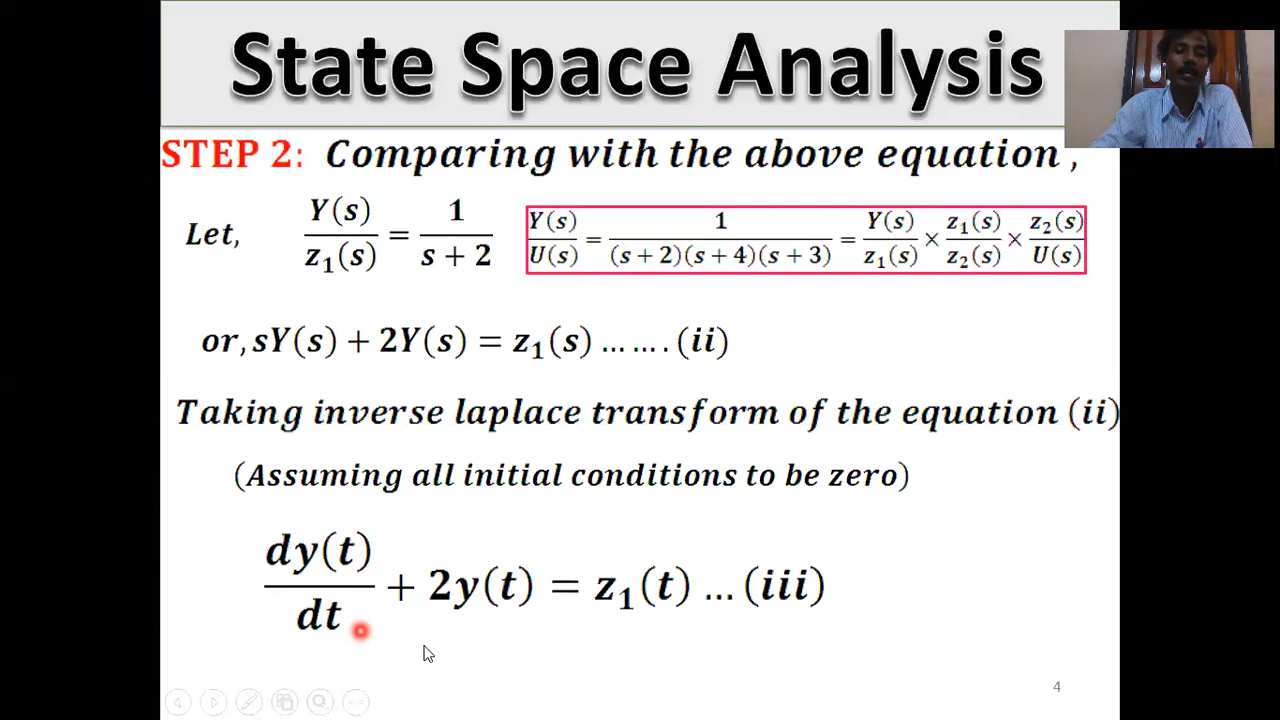 State Space Analysis
STEP 2: Comparing with the above equation ,
Let, Y(s)/z₁(s) = 1/(s + 2)
Y(s)/U(s) = 1/((s + 2)(s + 4)(s + 3)) = Y(s)/z₁(s) × z₁(s)/z₂(s) × z₂(s)/U(s)
or, sY(s) + 2Y(s) = z₁(s) … … . (ii)
Taking inverse laplace transform of the equation (ii)
(Assuming all initial conditions to be zero)
dy(t)/dt + 2y(t) = z₁(t) … (iii)
4